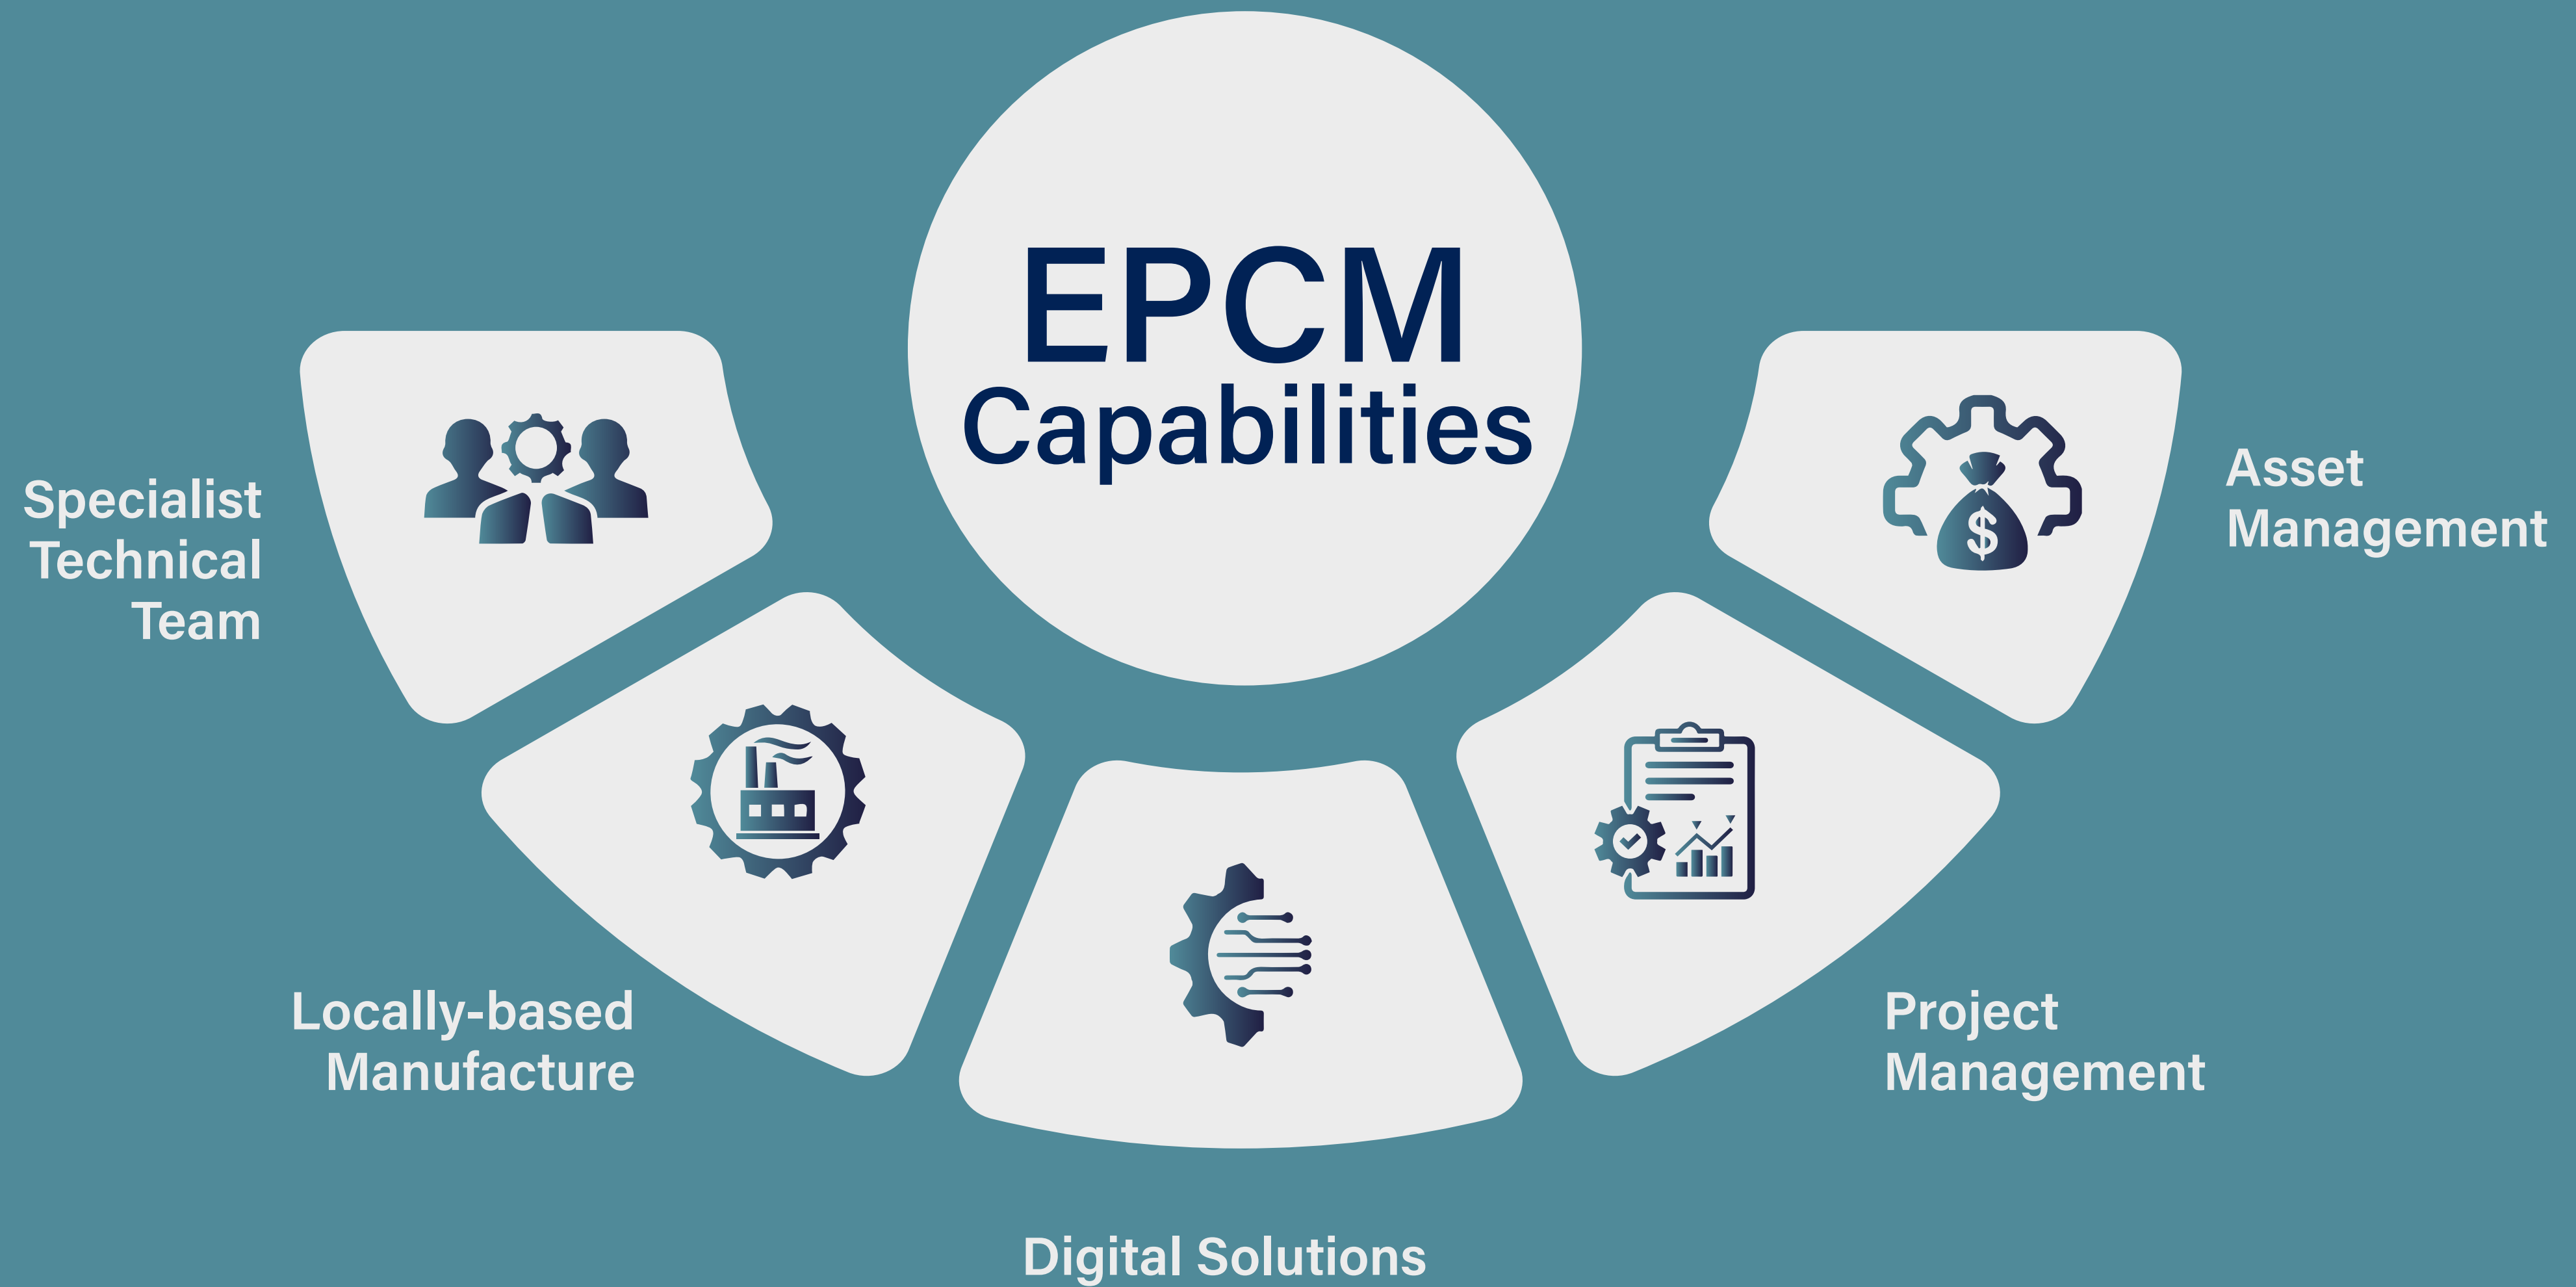 EPCM
Capabilities
Specialist
Technical
Team
Locally-based
Manufacture
Digital Solutions
Project
Management
Asset
Management
$